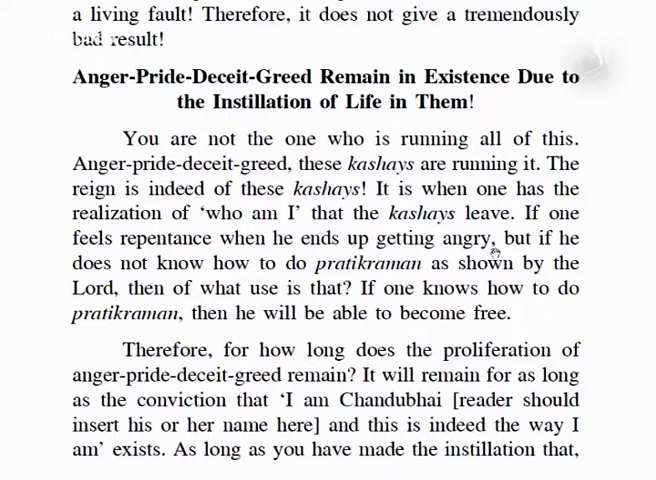 a living fault! Therefore, it does not give a tremendously
bad result!
Anger-Pride-Deceit-Greed Remain in Existence Due to
the Instillation of Life in Them!
You are not the one who is running all of this.
Anger-pride-deceit-greed, these kashays are running it. The
reign is indeed of these kashays! It is when one has the
realization of ‘who am I’ that the kashays leave. If one
feels repentance when he ends up getting angry, but if he
does not know how to do pratikraman as shown by the
Lord, then of what use is that? If one knows how to do
pratikraman, then he will be able to become free.
Therefore, for how long does the proliferation of
anger-pride-deceit-greed remain? It will remain for as long
as the conviction that ‘I am Chandubhai [reader should
insert his or her name here] and this is indeed the way I
am’ exists. As long as you have made the instillation that,